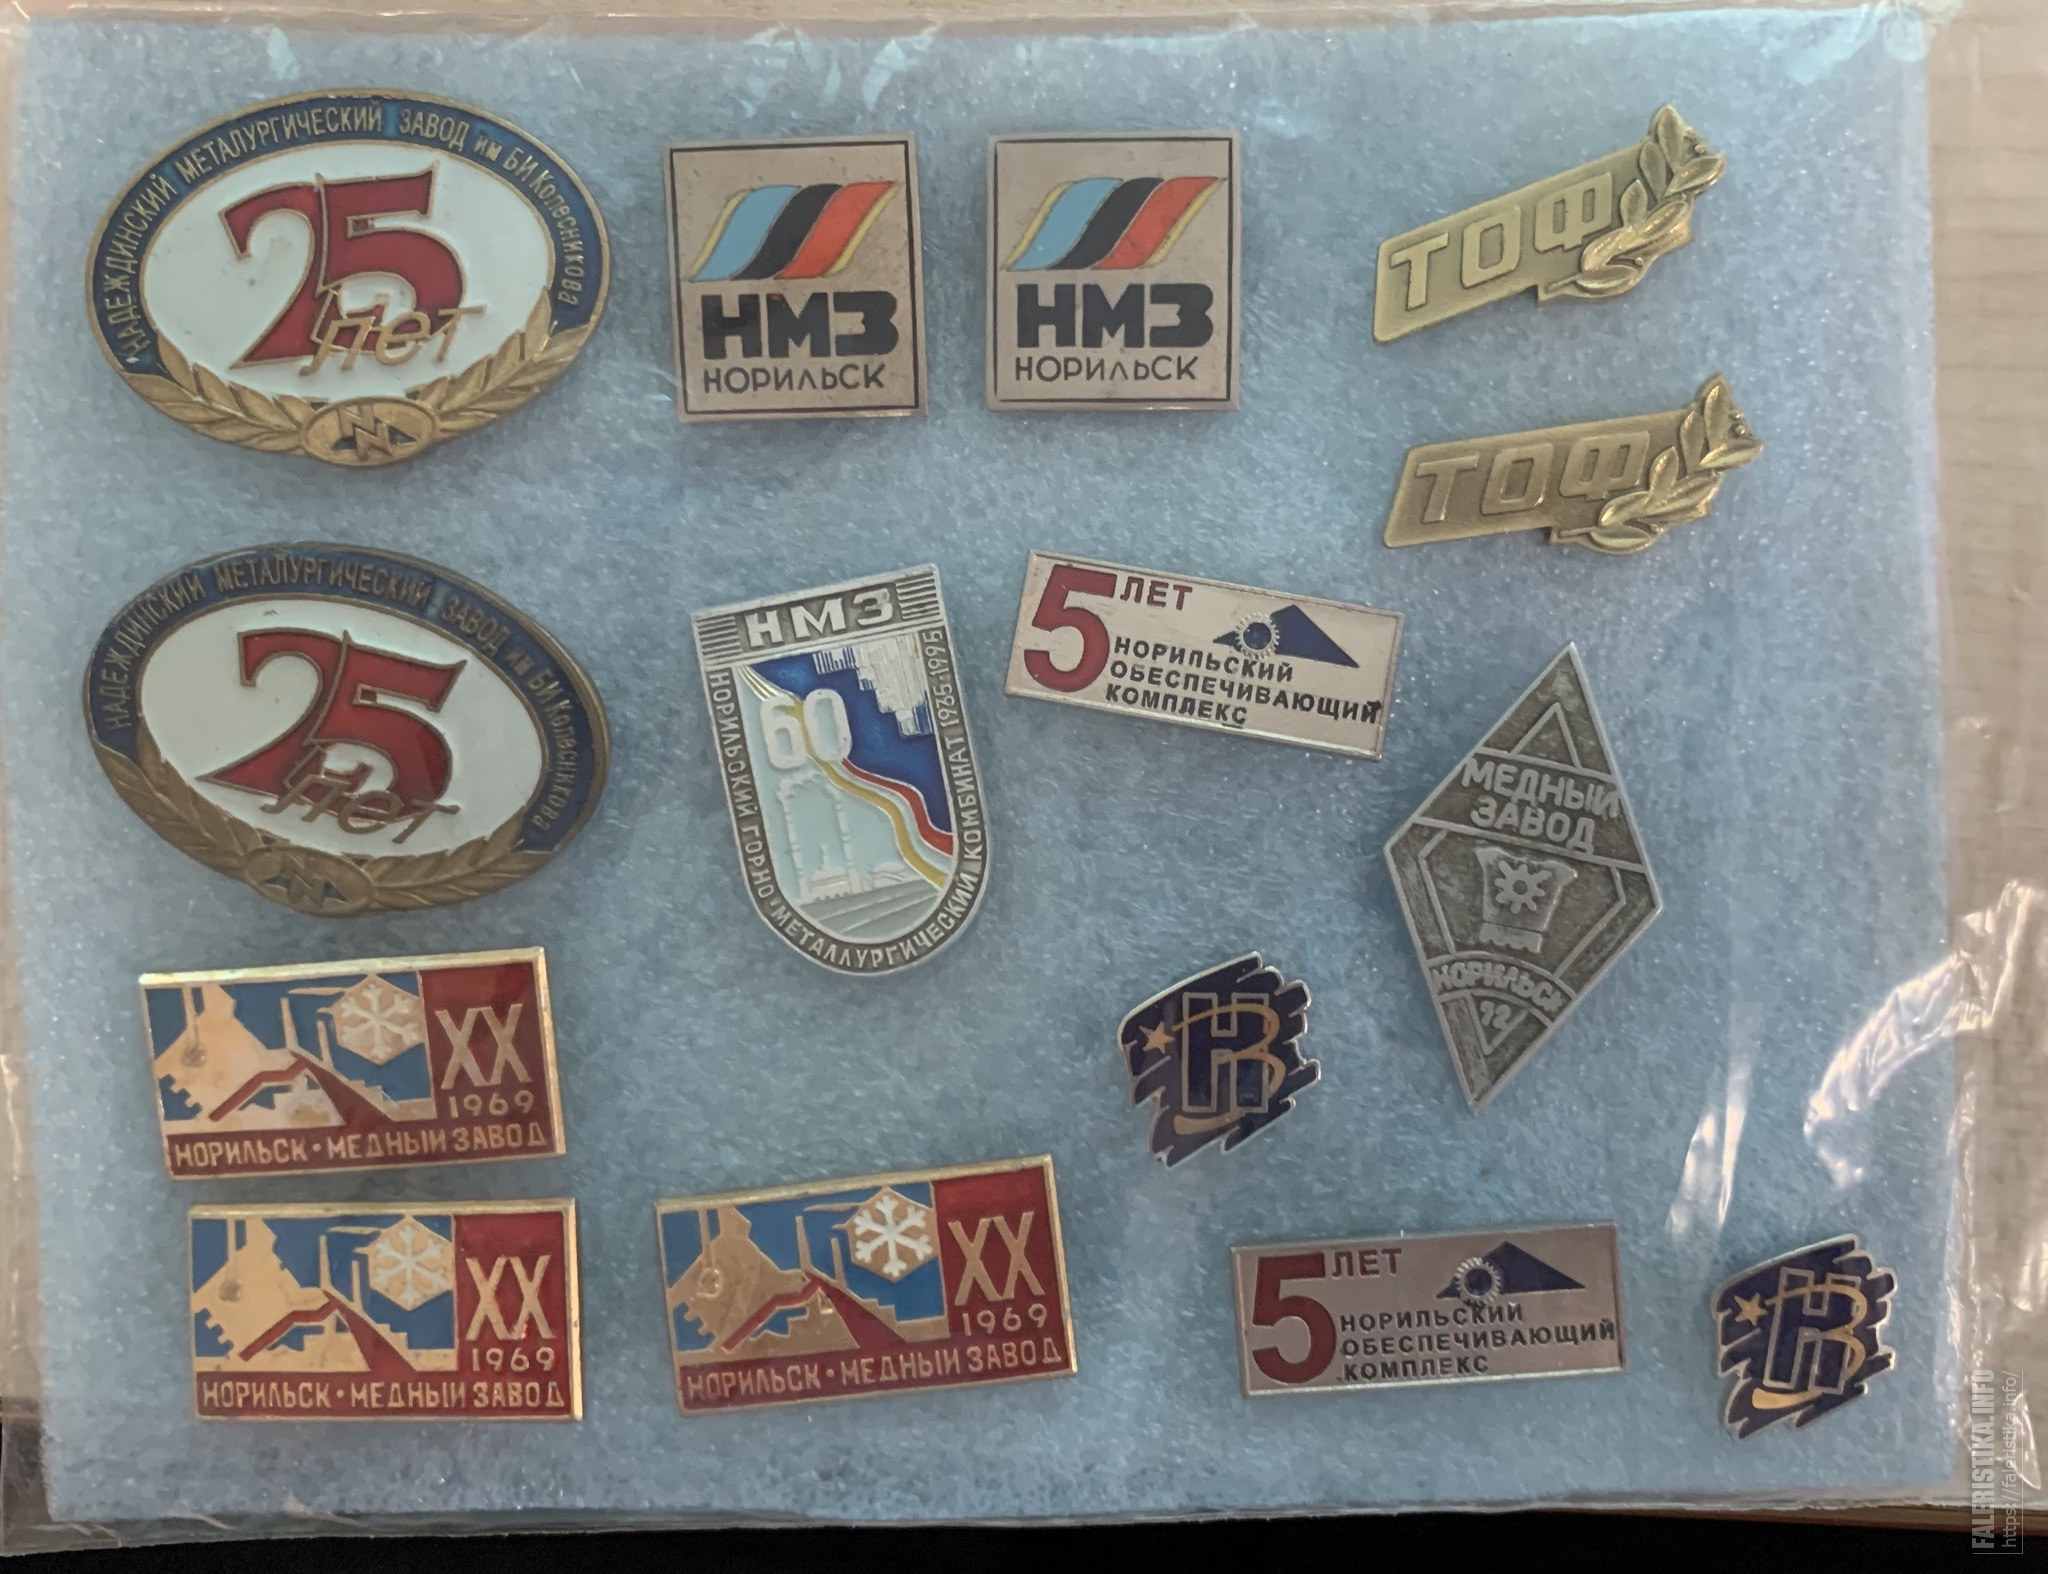 НАДЕЖДИНСКИЙ МЕТАЛУРГИЧЕСКИЙ ЗАВОД им Б.И.Колесникова
25
лет
НМЗ
НОРИЛЬСК
НМЗ
НОРИЛЬСК
ТОФ
ТОФ
НАДЕЖДИНСКИЙ МЕТАЛУРГИЧЕСКИЙ ЗАВОД им Б.И.Колесникова
25
лет
НМЗ
60
НОРИЛЬСКИЙ ГОРНО-МЕТАЛЛУРГИЧЕСКИЙ КОМБИНАТ 1935-1995
5 ЛЕТ
НОРИЛЬСКИЙ
ОБЕСПЕЧИВАЮЩИЙ
КОМПЛЕКС
МЕДНЫЙ
ЗАВОД
НОРИЛЬСК
72
XX
1969
НОРИЛЬСК·МЕДНЫЙ ЗАВОД
НВ
XX
1969
НОРИЛЬСК·МЕДНЫЙ ЗАВОД
XX
1969
НОРИЛЬСК·МЕДНЫЙ ЗАВОД
5 ЛЕТ
НОРИЛЬСКИЙ
ОБЕСПЕЧИВАЮЩИЙ
КОМПЛЕКС
НВ
FALERISTIKA.INFO
https://faleristika.info/